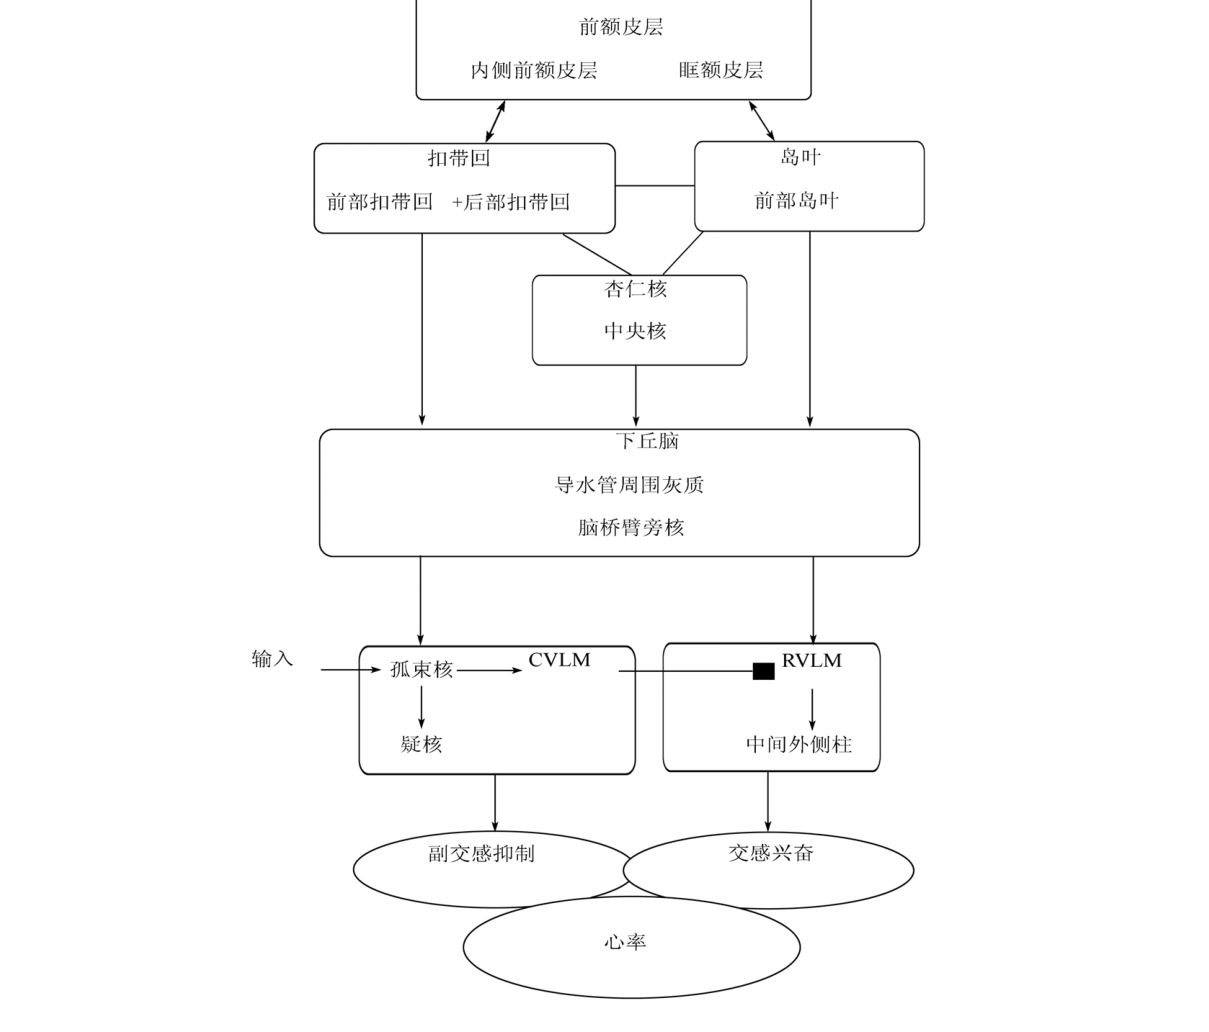 前额皮层
内侧前额皮层 眶额皮层
扣带回
前部扣带回 +后部扣带回
岛叶
前部岛叶
杏仁核
中央核
下丘脑
导水管周围灰质
脑桥臂旁核
输入
孤束核
CVLM
疑核
RVLM
中间外侧柱
副交感抑制
交感兴奋
心率